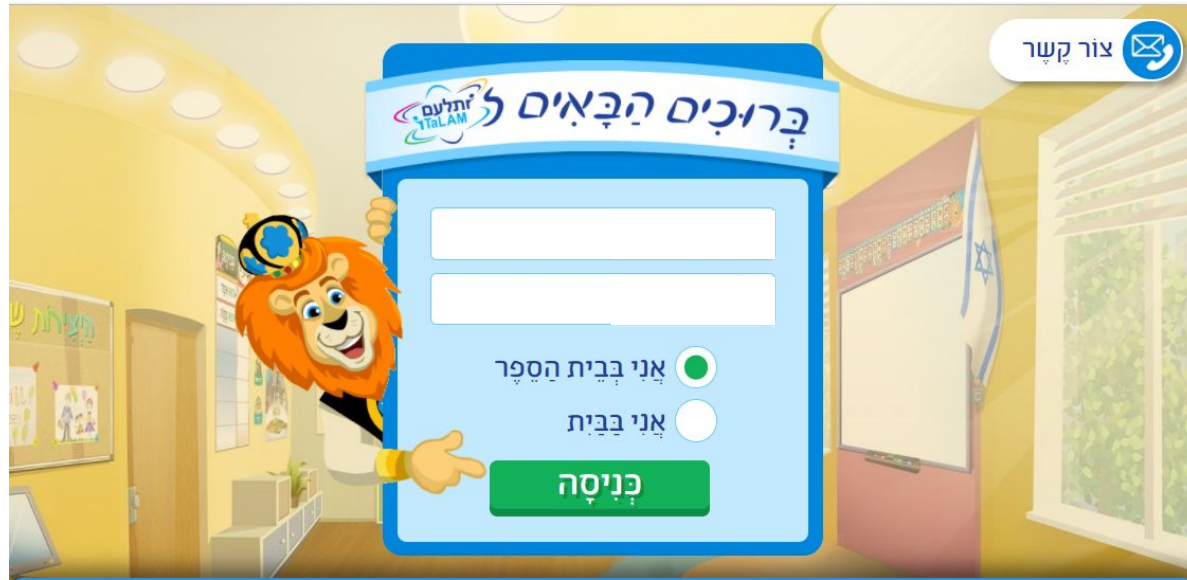 צוֹר קֶשֶר
בְּרוּכִים הַבָּאִים לְ
יתלעם
iTaLAM
אֲנִי בְּבֵית הַסֵפֶר
אֲנִי בַּבַּיִת
כְּנִיסָה